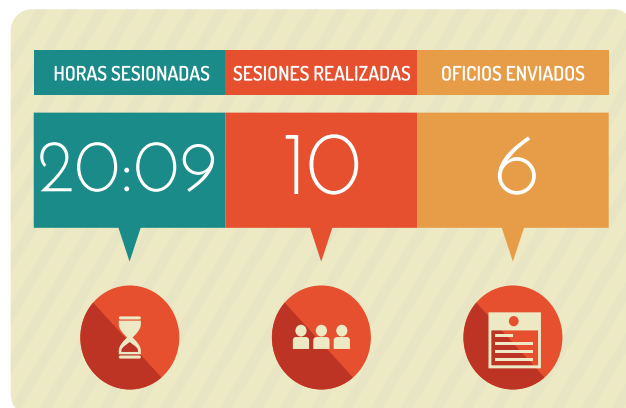 HORAS SESIONADAS
SESIONES REALIZADAS
OFICIOS ENVIADOS
20:09
10
6